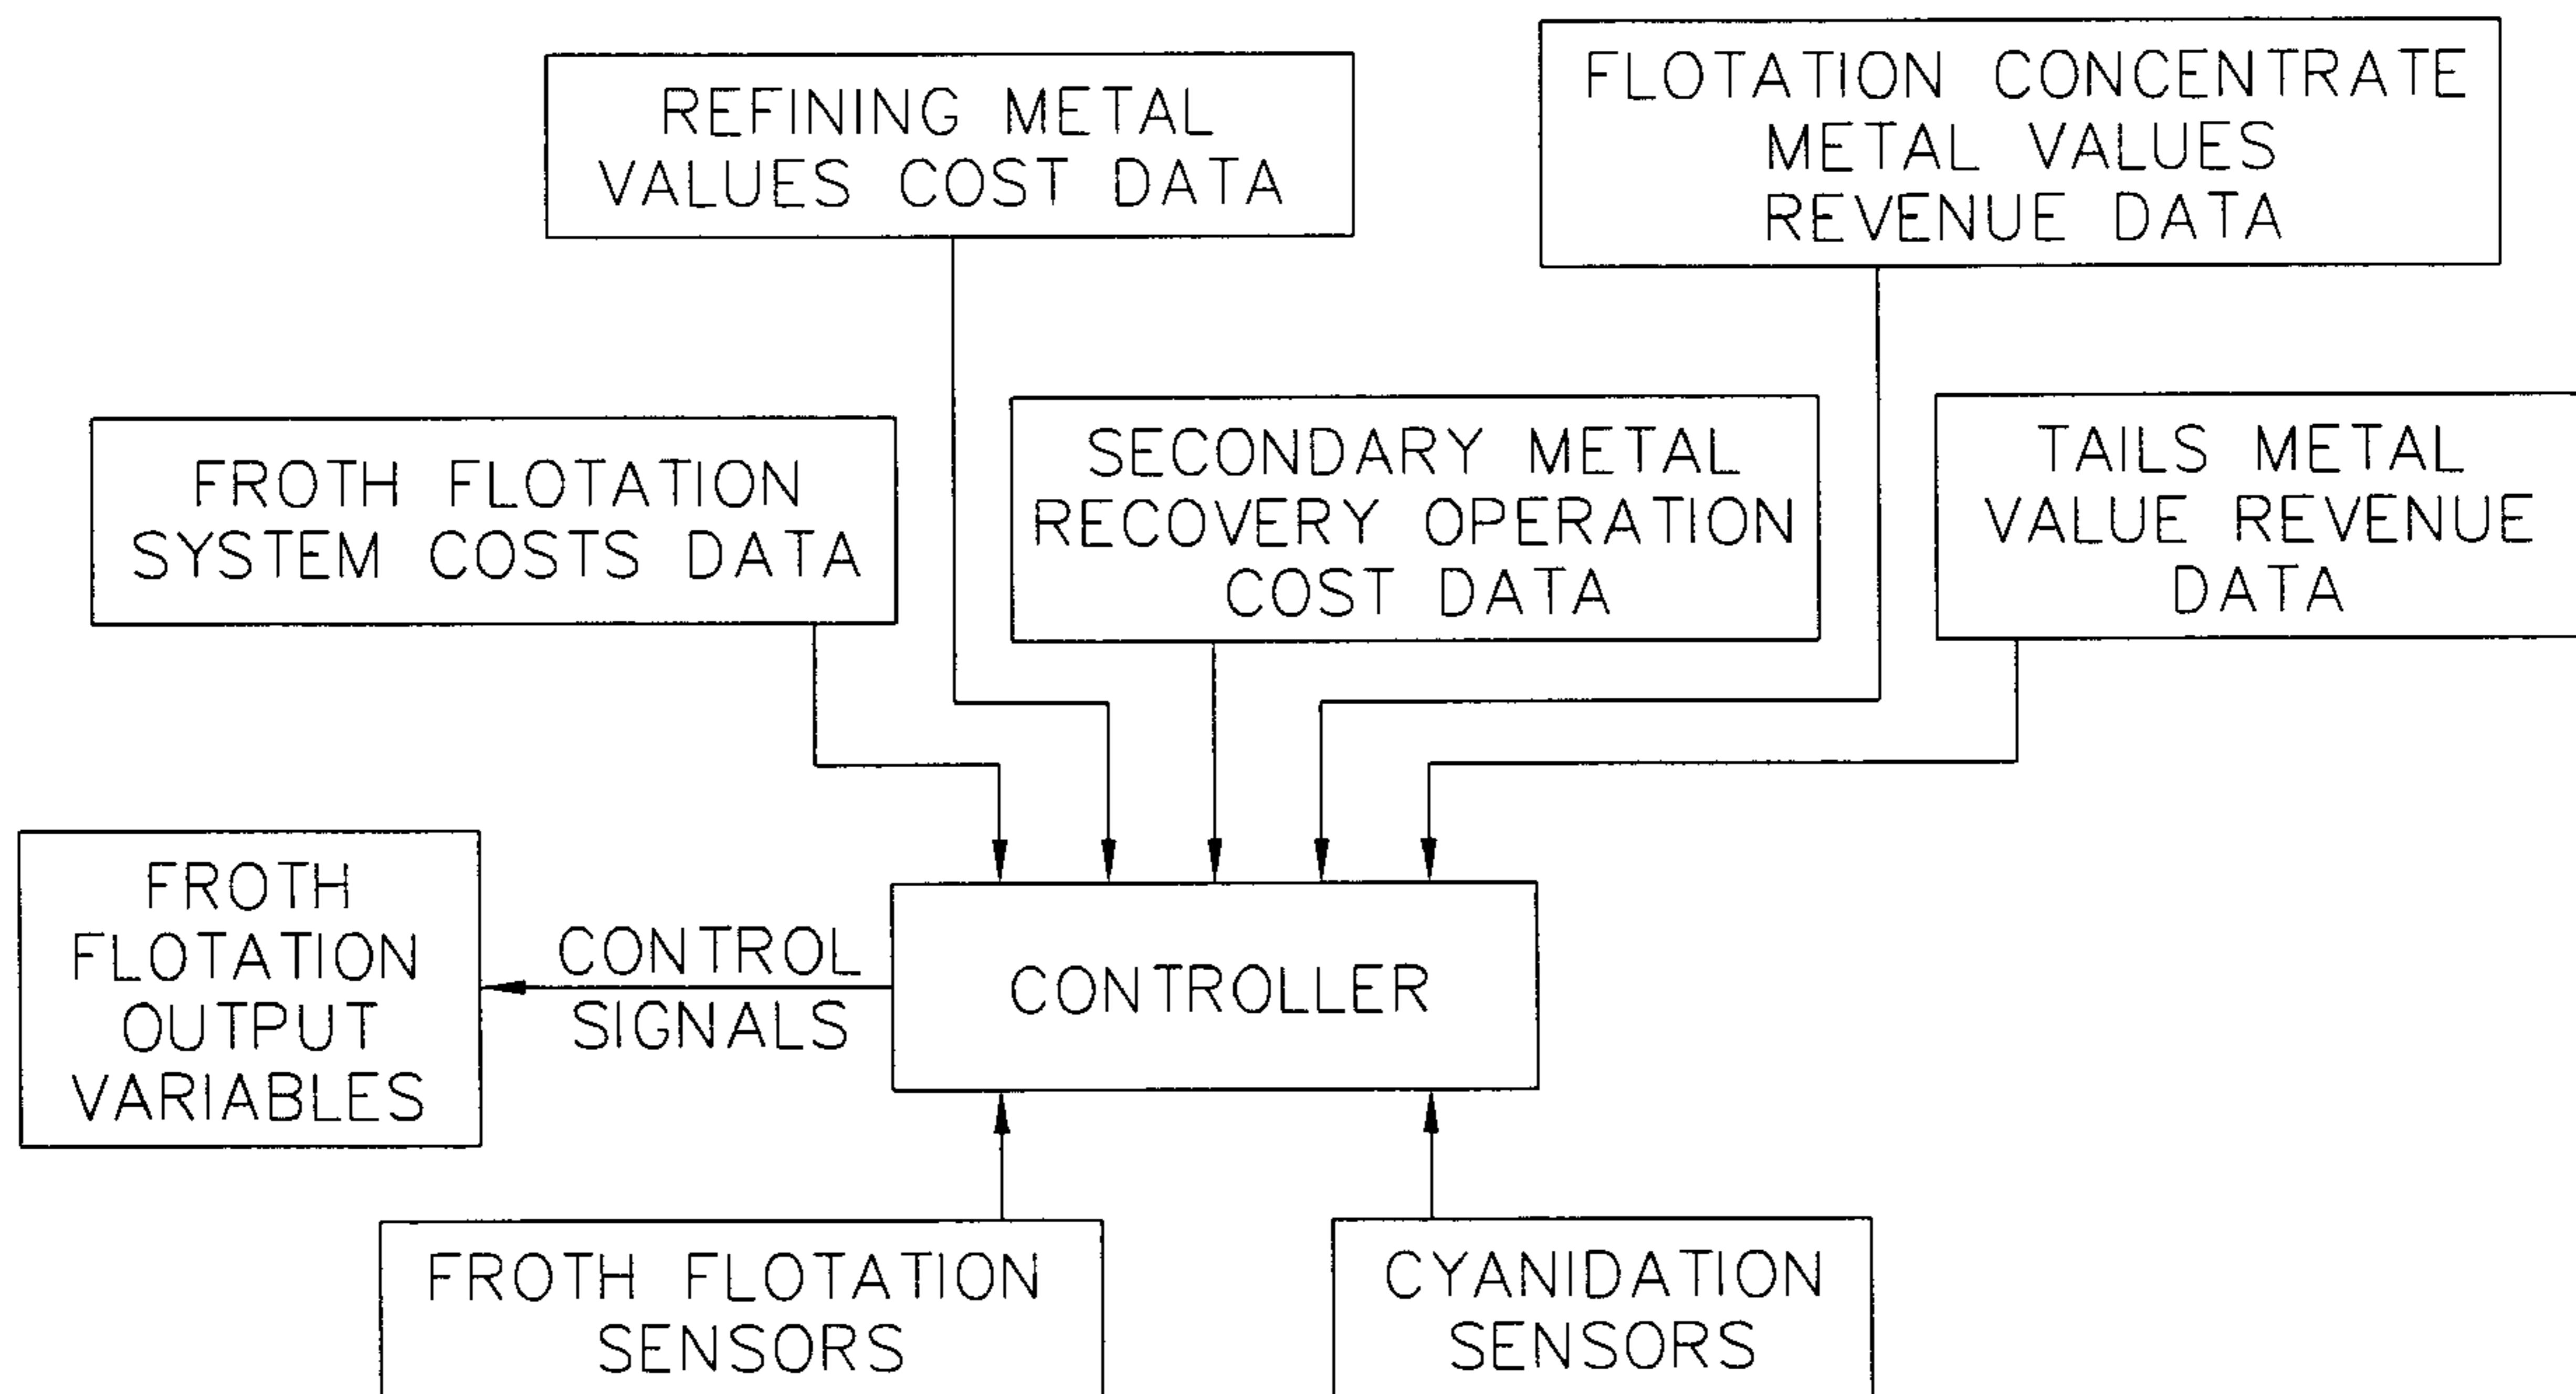 REFINING METAL
VALUES COST DATA
FLOTATION CONCENTRATE
METAL VALUES
REVENUE DATA
FROTH FLOTATION
SYSTEM COSTS DATA
SECONDARY METAL
RECOVERY OPERATION
COST DATA
TAILS METAL
VALUE REVENUE
DATA
FROTH
FLOTATION
OUTPUT
VARIABLES
CONTROL
SIGNALS
CONTROLLER
FROTH FLOTATION
SENSORS
CYANIDATION
SENSORS